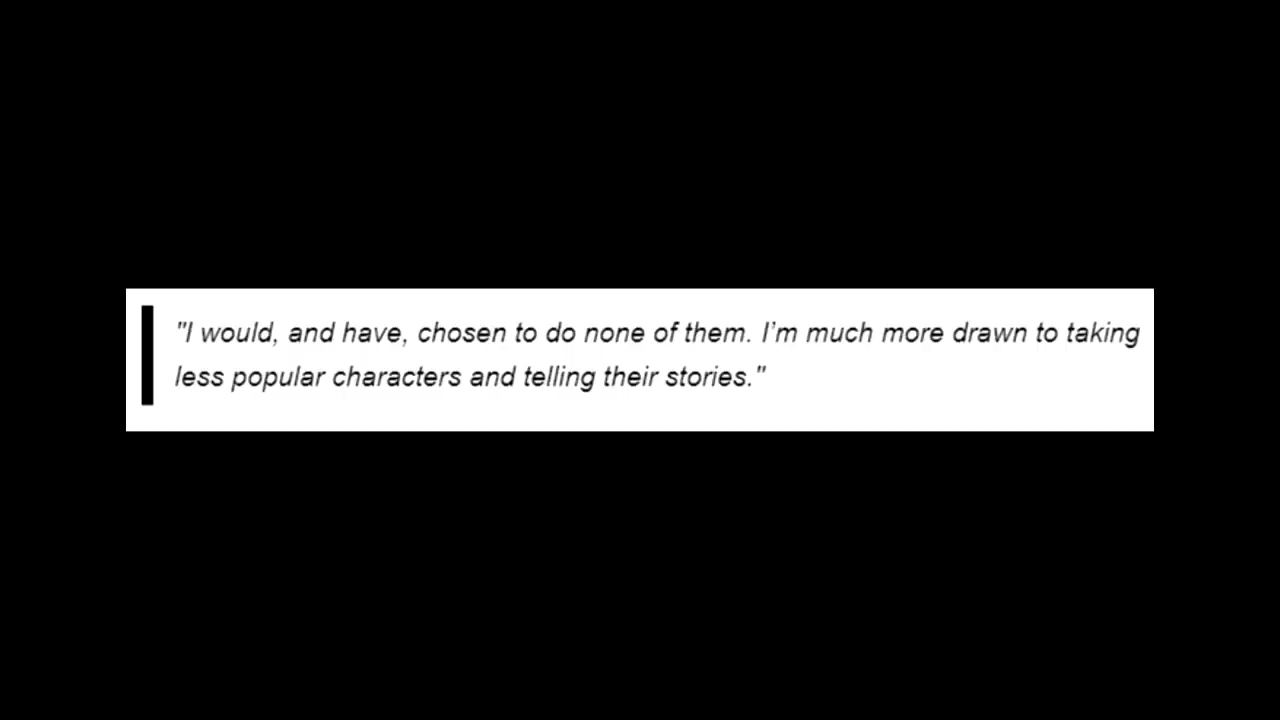 "I would, and have, chosen to do none of them. I’m much more drawn to taking
less popular characters and telling their stories."